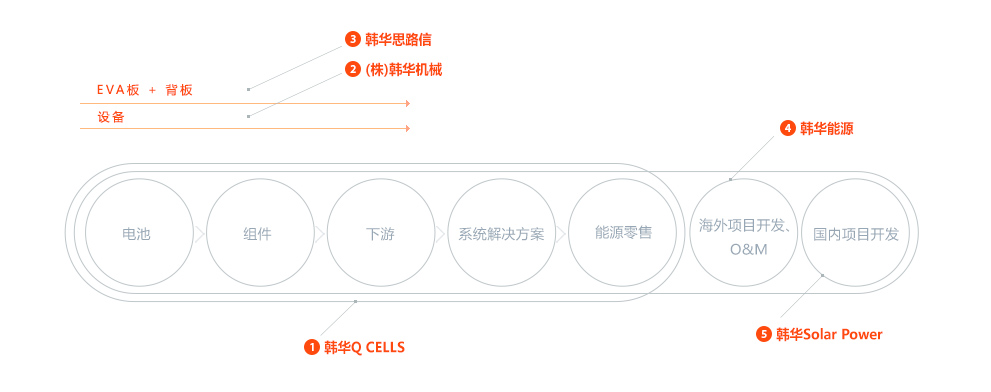 3 韩华思路信
2 (株)韩华机械
EVA板 + 背板
设备
4 韩华能源
电池
组件
下游
系统解决方案
能源零售
海外项目开发、
O&M
国内项目开发
5 韩华Solar Power
1 韩华Q CELLS